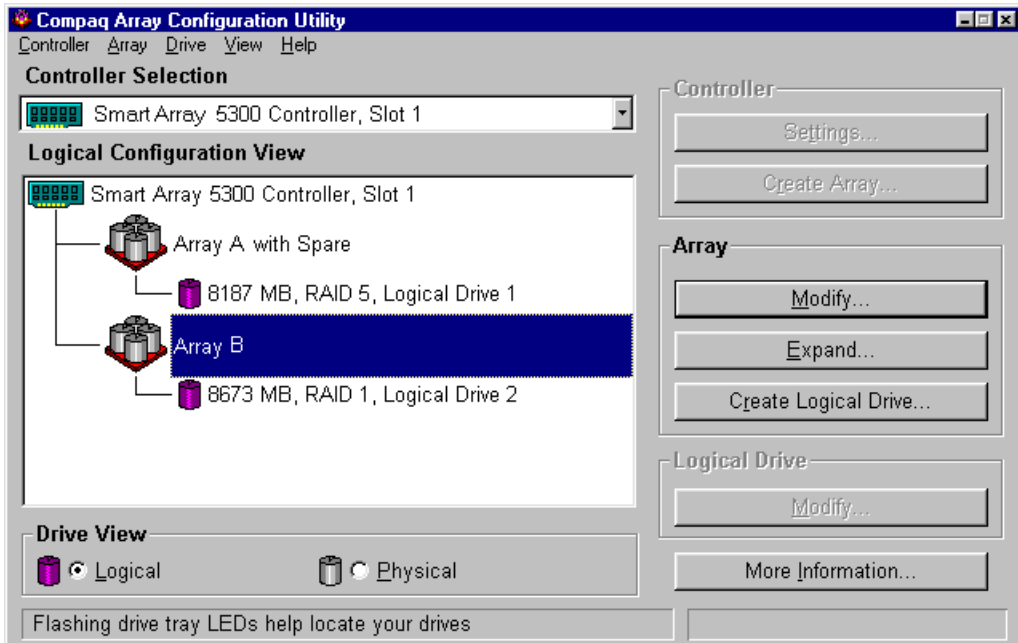 Compaq Array Configuration Utility
Controller Array Drive View Help
Controller Selection
Smart Array 5300 Controller, Slot 1
Logical Configuration View
Smart Array 5300 Controller, Slot 1
Array A with Spare
8187 MB, RAID 5, Logical Drive 1
Array B
8673 MB, RAID 1, Logical Drive 2
Drive View
Logical
Physical
Controller
Settings...
Create Array...
Array
Modify...
Expand...
Create Logical Drive...
Logical Drive
Modify...
More Information...
Flashing drive tray LEDs help locate your drives